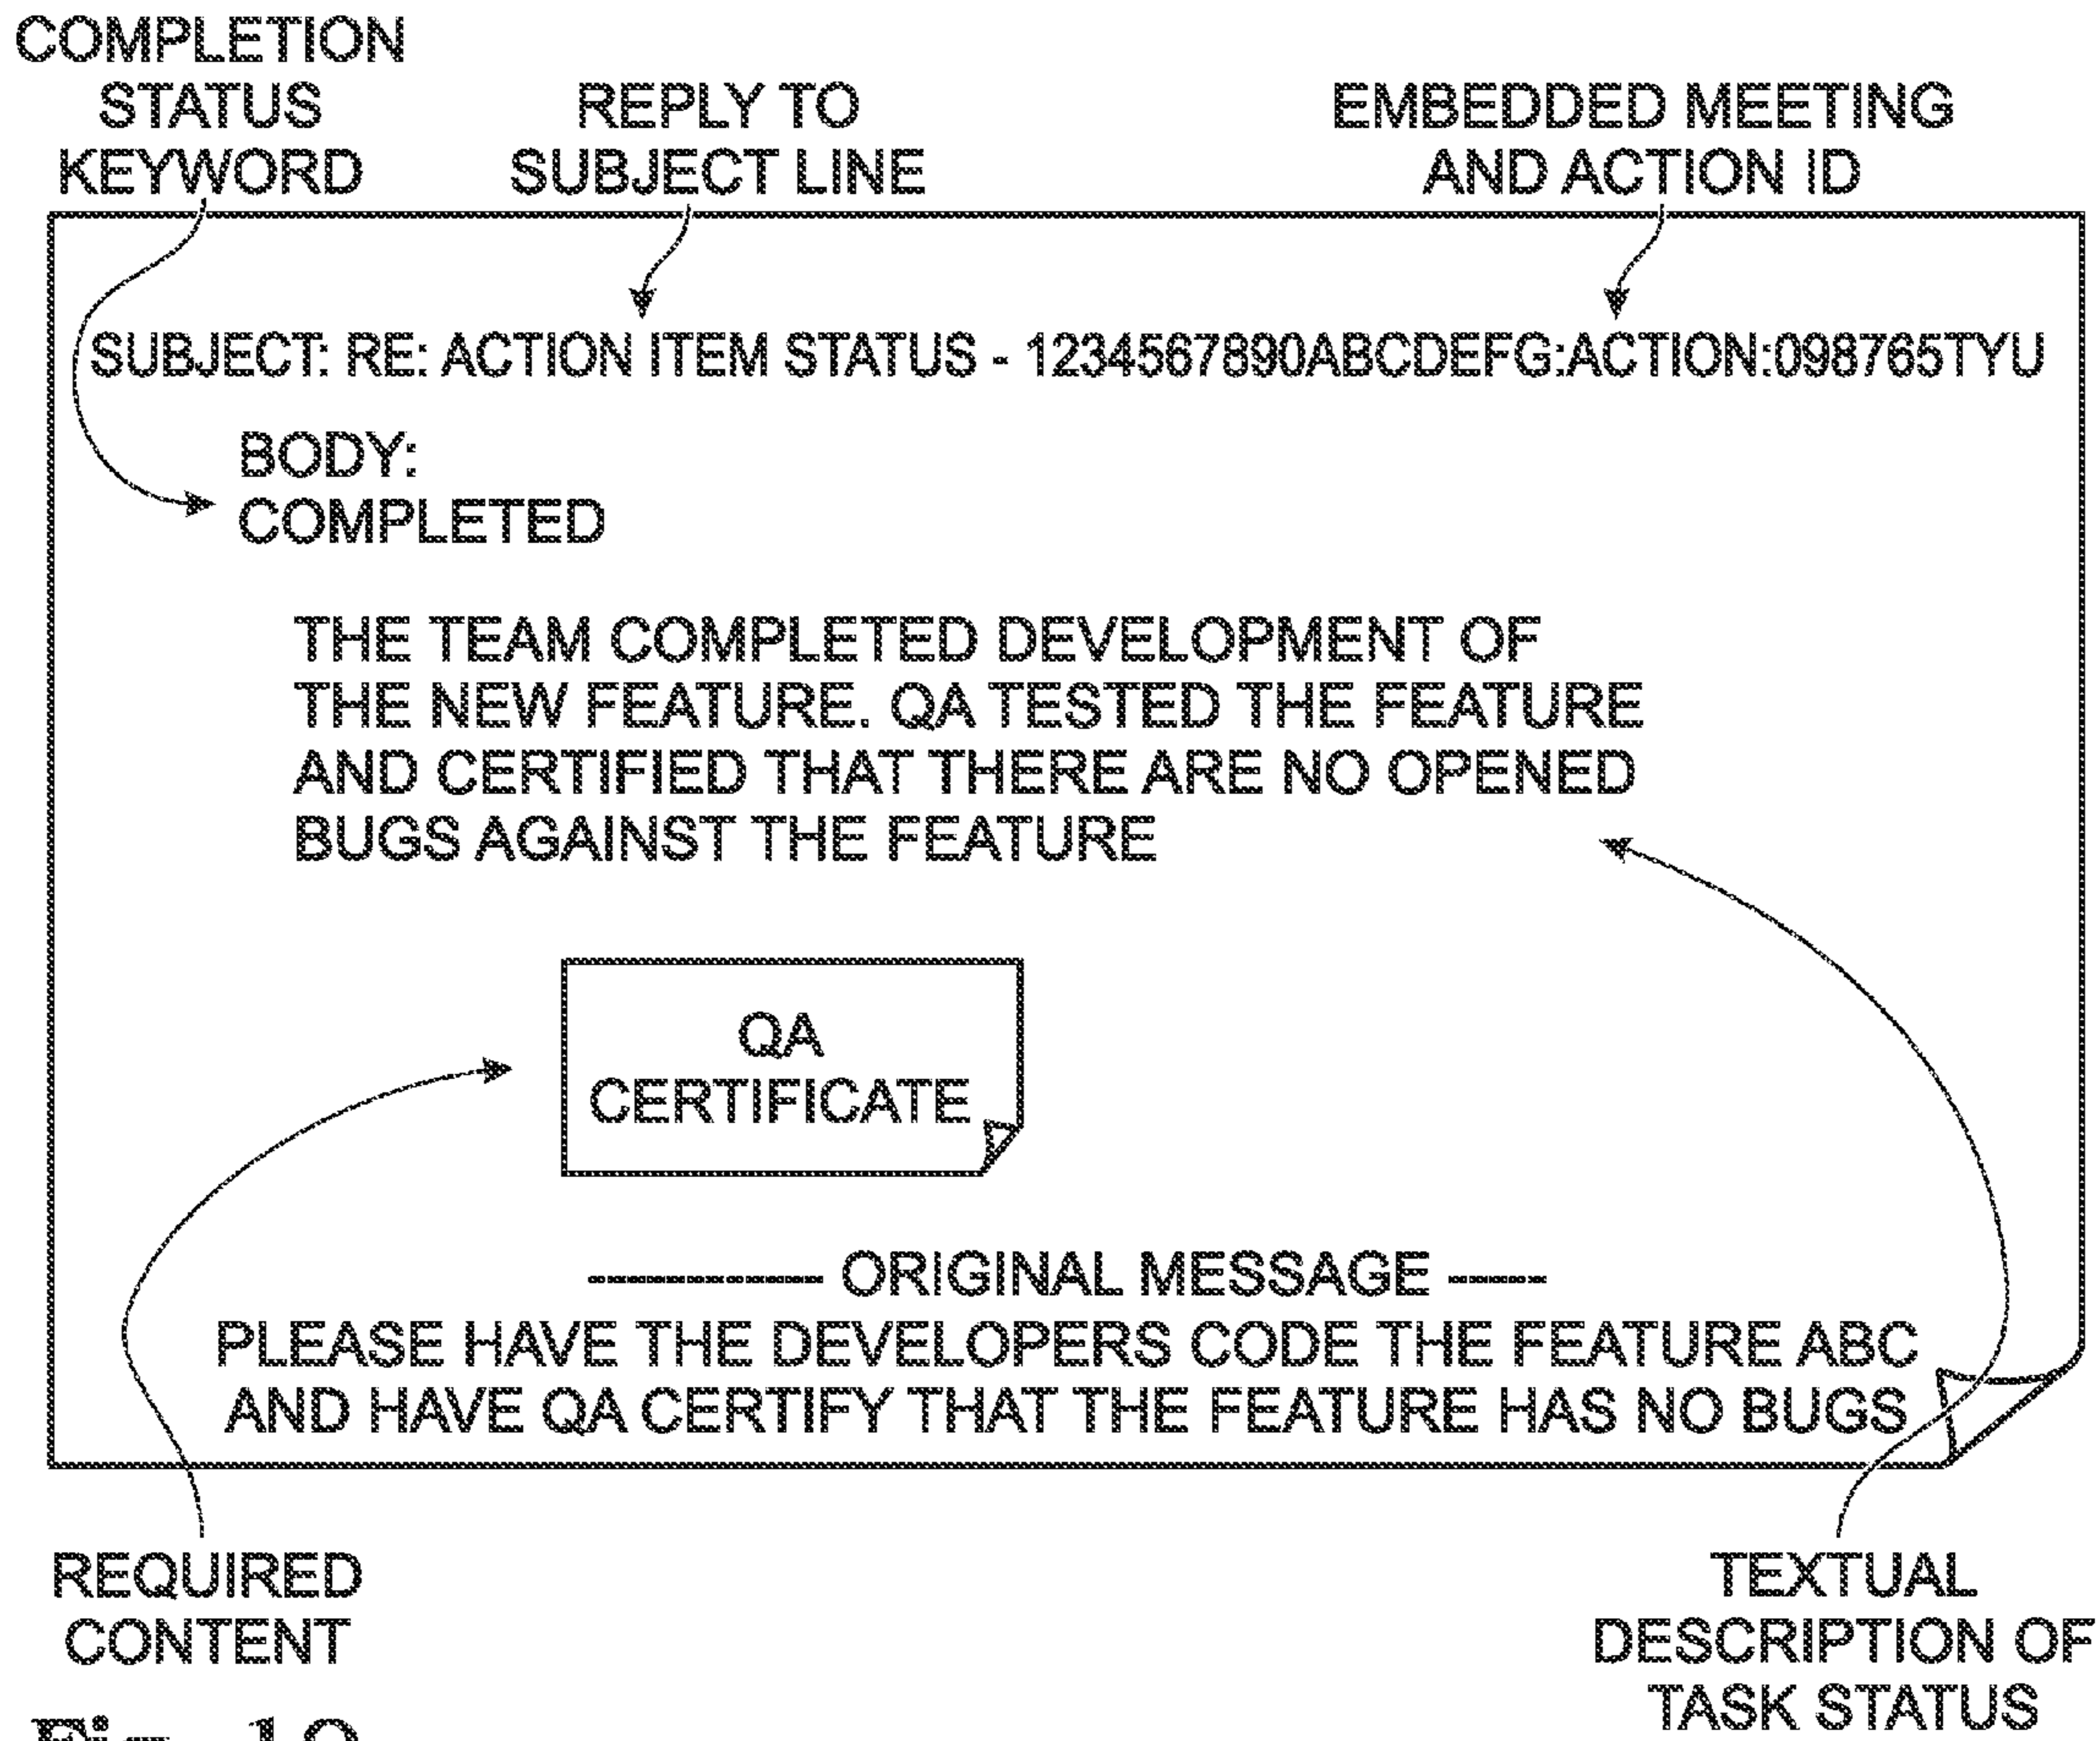 COMPLETION
STATUS
KEYWORD
REPLY TO
SUBJECT LINE
EMBEDDED MEETING
AND ACTION ID
SUBJECT: RE: ACTION ITEM STATUS - 1234567890ABCDEFG:ACTION:098765TYU
BODY:
COMPLETED
THE TEAM COMPLETED DEVELOPMENT OF
THE NEW FEATURE. QA TESTED THE FEATURE
AND CERTIFIED THAT THERE ARE NO OPENED
BUGS AGAINST THE FEATURE
QA
CERTIFICATE
-------------- ORIGINAL MESSAGE ------
PLEASE HAVE THE DEVELOPERS CODE THE FEATURE ABC
AND HAVE QA CERTIFY THAT THE FEATURE HAS NO BUGS
REQUIRED
CONTENT
TEXTUAL
DESCRIPTION OF
TASK STATUS